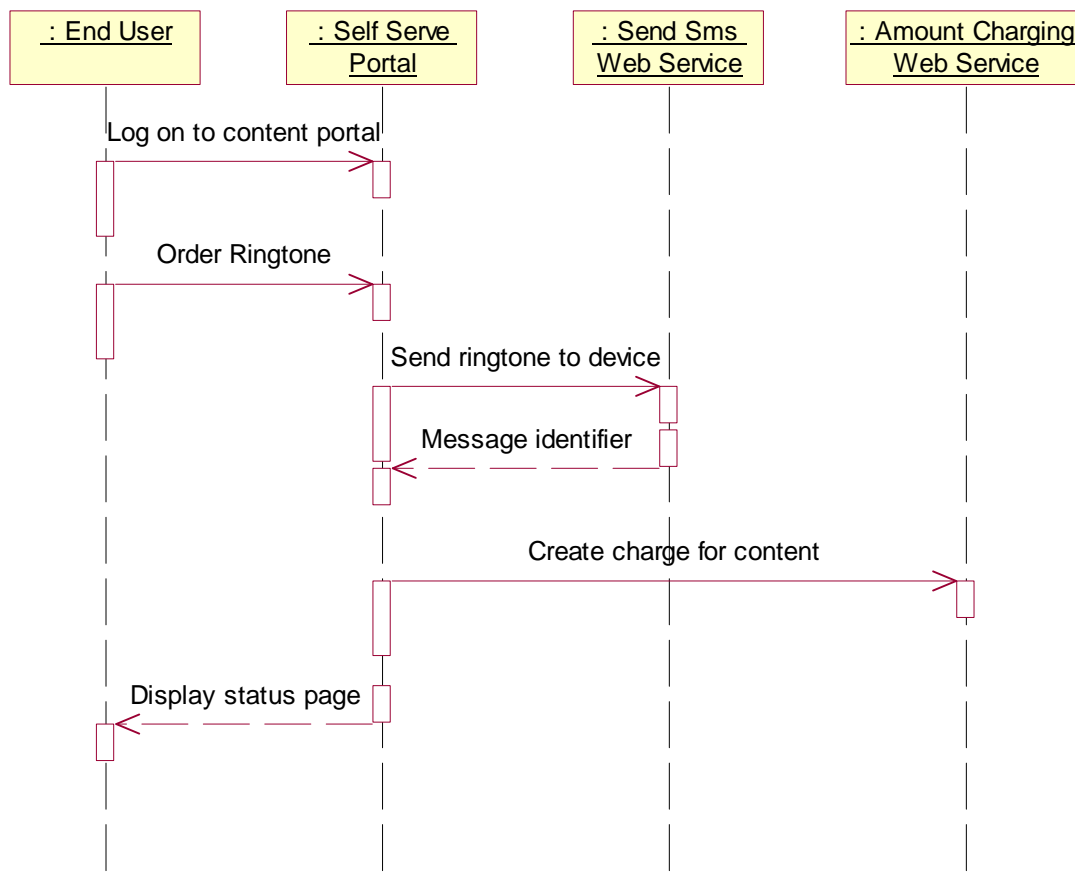 : End User
: Self Serve
Portal
: Send Sms
Web Service
: Amount Charging
Web Service
Log on to content portal
Order Ringtone
Send ringtone to device
Message identifier
Create charge for content
Display status page